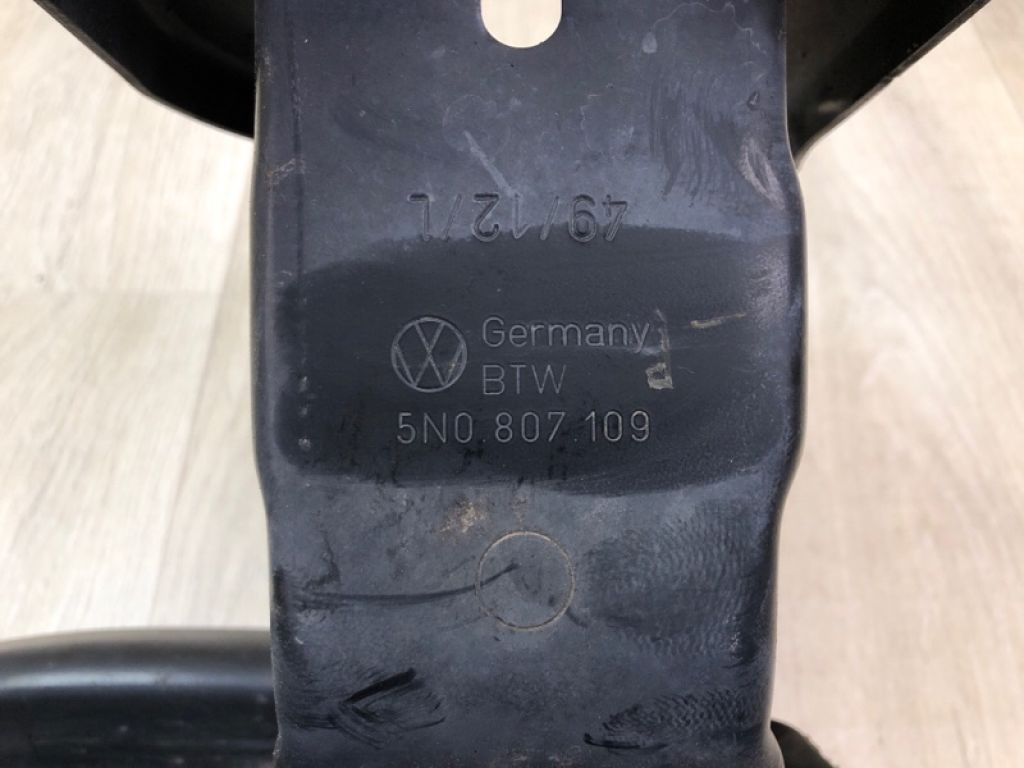 49/12/L
Germany
BTW
5N0 807.109